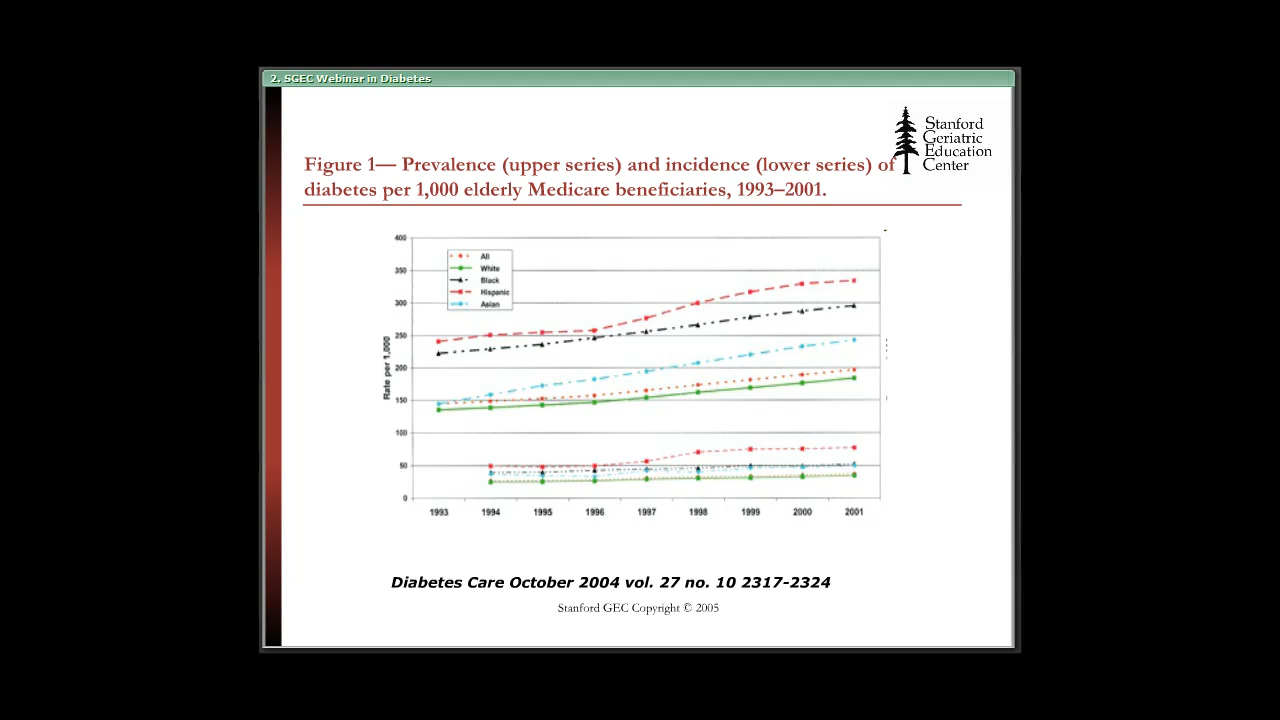 2. SGEC Webinar in Diabetes
Stanford
Geriatric
Education
Center
Figure 1— Prevalence (upper series) and incidence (lower series) of
diabetes per 1,000 elderly Medicare beneficiaries, 1993–2001.
400
350
300
250
200
150
100
50
0
Rate per 1,000
All
White
Black
Hispanic
Asian
1993 1994 1995 1996 1997 1998 1999 2000 2001
Diabetes Care October 2004 vol. 27 no. 10 2317-2324
Stanford GEC Copyright © 2005